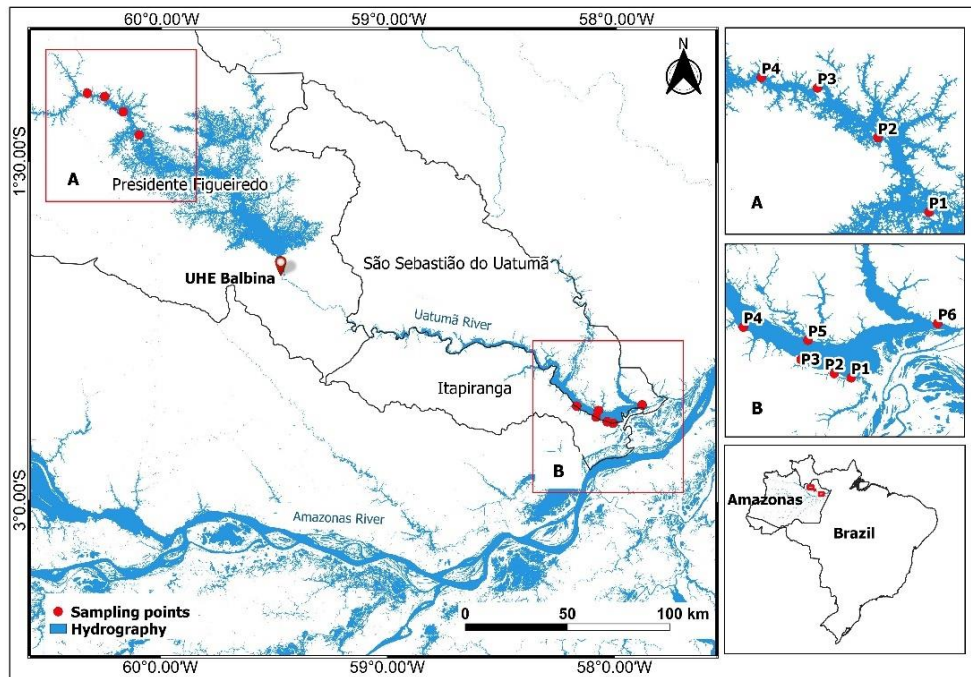 60°0.00'W 59°0.00'W 58°0.00'W
1°30.00'S
3°0.00'S
N
A
Presidente Figueiredo
UHE Balbina
São Sebastião do Uatumã
Uatumã River
Itapiranga
B
Amazonas River
Sampling points
Hydrography
0 50 100 km
60°0.00'W 59°0.00'W 58°0.00'W
P4
P3
P2
P1
A
P4
P5
P6
P3
P2
P1
B
Amazonas
Brazil